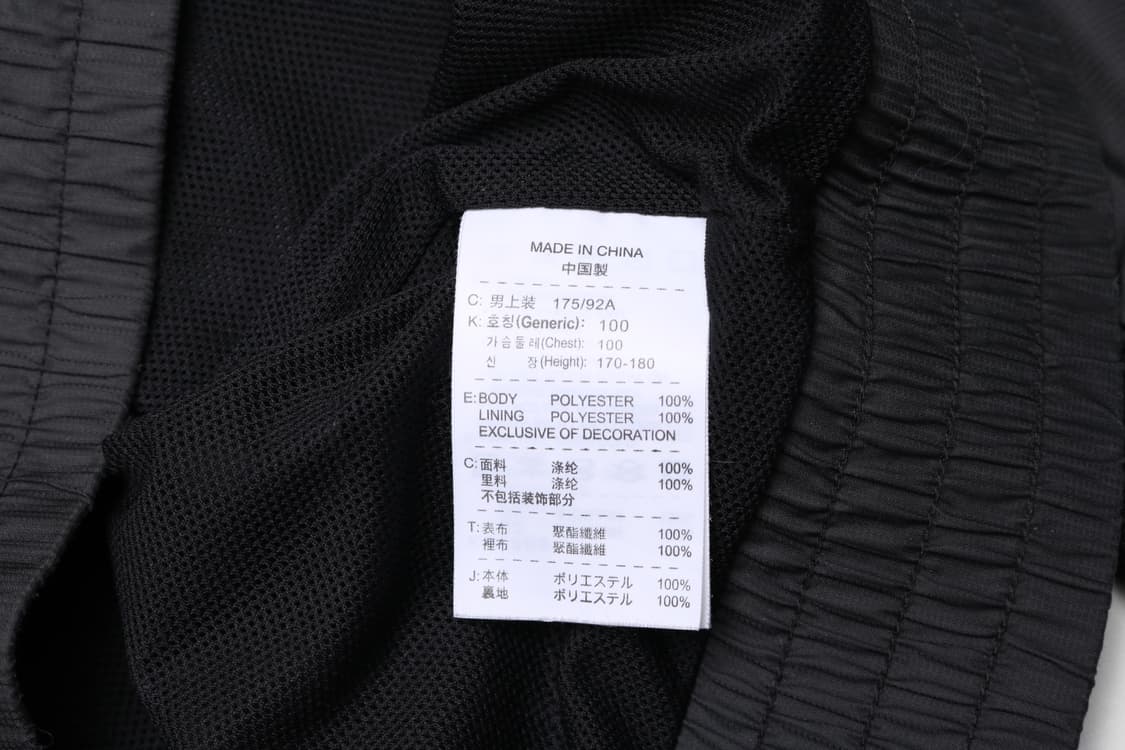 MADE IN CHINA
中国製
C: 男上装 175/92A
K: 호칭(Generic): 100
가슴둘레(Chest): 100
신 장(Height): 170-180
E: BODY POLYESTER 100%
LINING POLYESTER 100%
EXCLUSIVE OF DECORATION
C: 面料 涤纶 100%
里料 涤纶 100%
不包括装饰部分
T: 表布 聚酯纖維 100%
裡布 聚酯纖維 100%
J: 本体 ポリエステル 100%
裏地 ポリエステル 100%